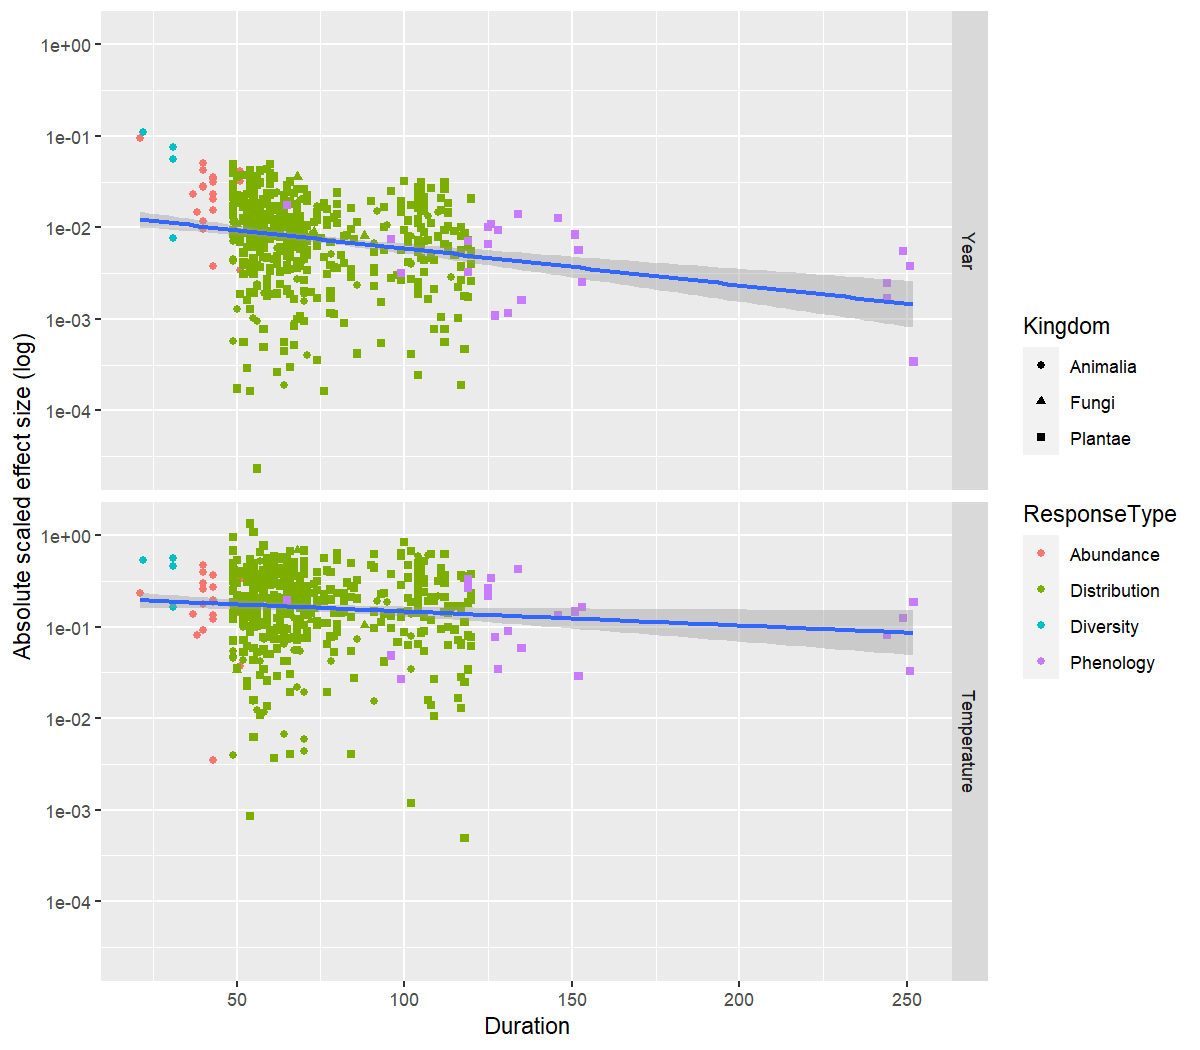 Absolute scaled effect size (log)
1e+00
1e-01
1e-02
1e-03
1e-04
Year
1e+00
1e-01
1e-02
1e-03
1e-04
Temperature
50
100
150
200
250
Duration
Kingdom
Animalia
Fungi
Plantae
ResponseType
Abundance
Distribution
Diversity
Phenology